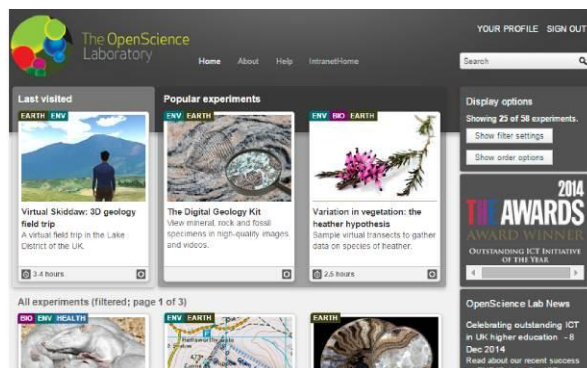 The OpenScience
Laboratory
YOUR PROFILE SIGN OUT
Home About Help IntranetHome
Search
Last visited
EARTH ENV
Virtual Skiddaw: 3D geology
field trip
A virtual field trip in the Lake
District of the UK.
3-4 hours
Popular experiments
ENV EARTH
The Digital Geology Kit
View mineral, rock and fossil
specimens in high-quality images
and videos.
ENV BIO EARTH
Variation in vegetation: the
heather hypothesis
Sample virtual transects to gather
data on species of heather.
2.5 hours
Display options
Showing 25 of 58 experiments.
Show filter settings
Show order options
2014
THE AWARDS
AWARD WINNER
OUTSTANDING ICT INITIATIVE
OF THE YEAR
All experiments (filtered; page 1 of 3)
BIO ENV HEALTH
ENV EARTH
EARTH
OpenScience Lab News
Celebrating outstanding ICT
in UK higher education - 8
Dec 2014
Read about our recent success